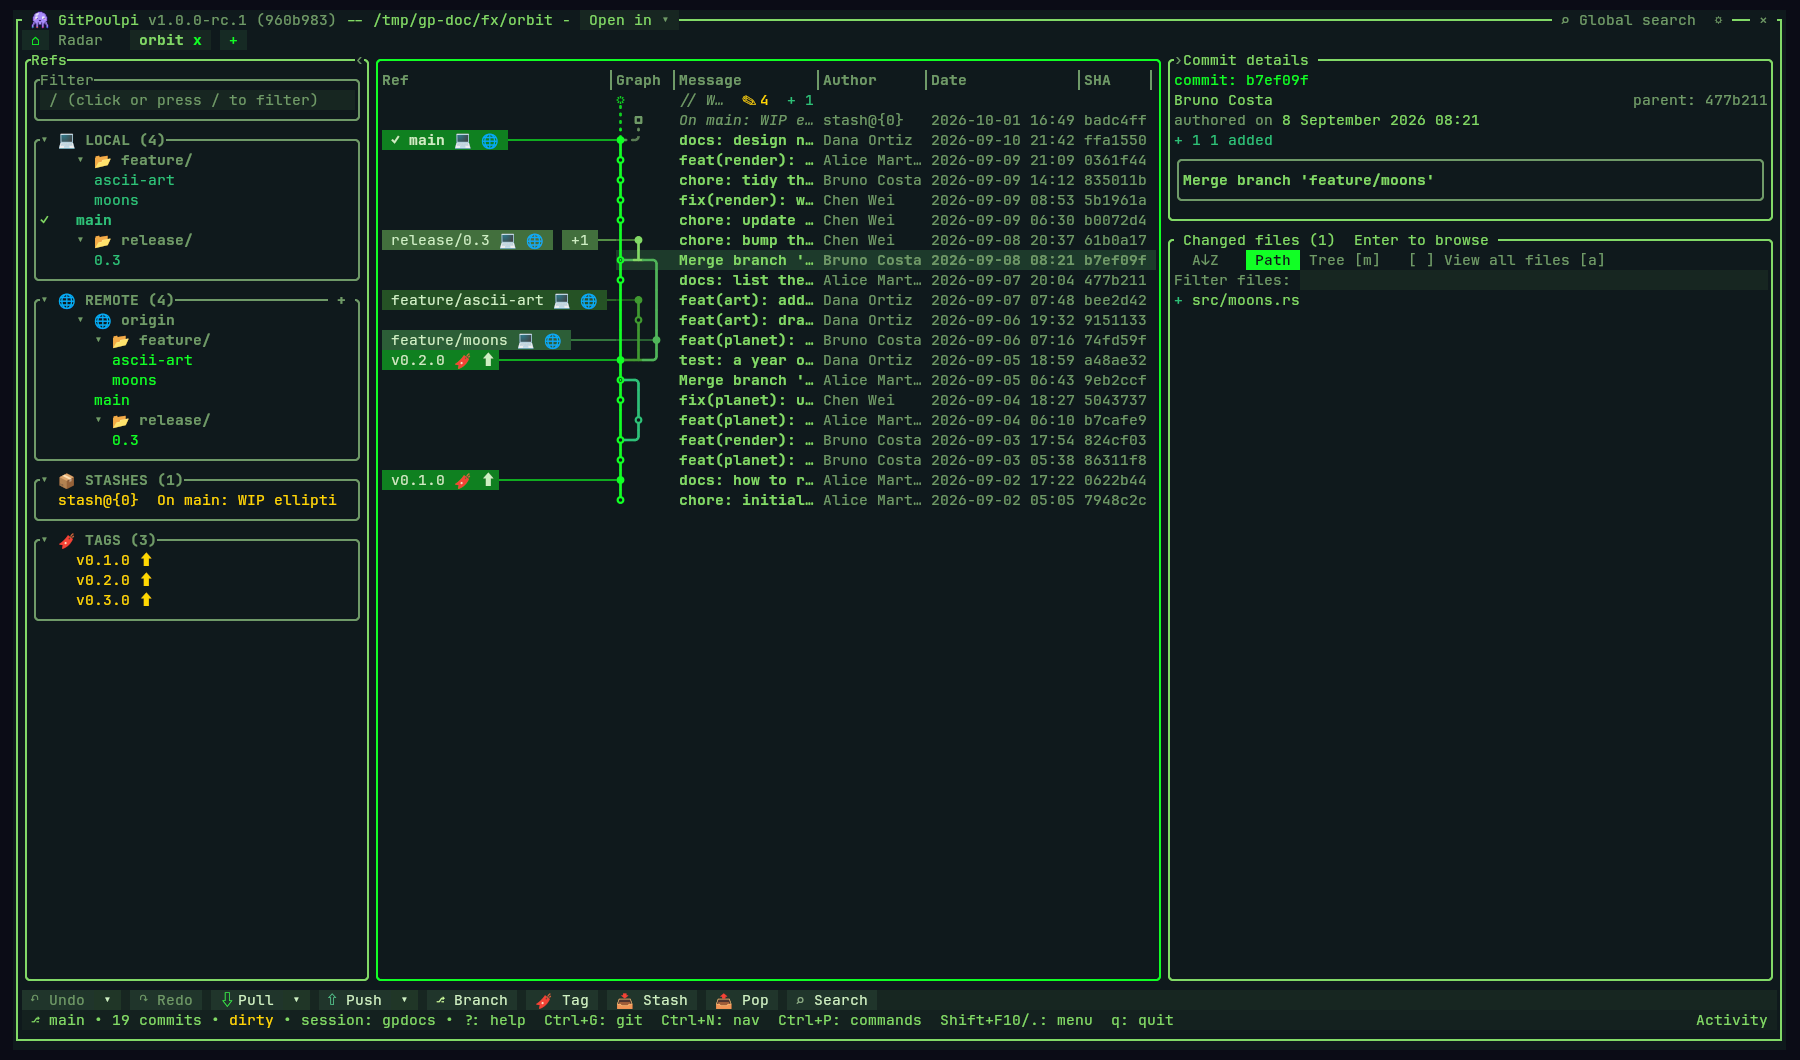 GitPoulpi v1.0.0-rc.1 (960b983) —— /tmp/gp-doc/fx/orbit - Open in ▾ ⌕ Global search ✕
⌂ Radar orbit x +
Refs
Filter
/ (click or press / to filter)
LOCAL (4)
feature/
ascii-art
moons
✓ main
release/
0.3
REMOTE (4) +
origin
feature/
ascii-art
moons
main
release/
0.3
STASHES (1)
stash@{0} On main: WIP ellipti
TAGS (3)
v0.1.0 ⬆
v0.2.0 ⬆
v0.3.0 ⬆
Ref Graph Message Author Date SHA
// W… ✎ 4 + 1
On main: WIP e… stash@{0} 2026-10-01 16:49 badc4ff
✓ main docs: design n… Dana Ortiz 2026-09-10 21:42 ffa1550
feat(render): … Alice Mart… 2026-09-09 21:09 0361f44
chore: tidy th… Bruno Costa 2026-09-09 14:12 835011b
fix(render): w… Chen Wei 2026-09-09 08:53 5b1961a
chore: update … Chen Wei 2026-09-09 06:30 b0072d4
release/0.3 +1 chore: bump th… Chen Wei 2026-09-08 20:37 61b0a17
Merge branch '… Bruno Costa 2026-09-08 08:21 b7ef09f
docs: list the… Alice Mart… 2026-09-07 20:04 477b211
feature/ascii-art feat(art): add… Dana Ortiz 2026-09-07 07:48 bee2d42
feat(art): dra… Dana Ortiz 2026-09-06 19:32 9151133
feature/moons feat(planet): … Bruno Costa 2026-09-06 07:16 74fd59f
v0.2.0 ⬆ test: a year o… Dana Ortiz 2026-09-05 18:59 a48ae32
Merge branch '… Alice Mart… 2026-09-05 06:43 9eb2ccf
fix(planet): u… Chen Wei 2026-09-04 18:27 5043737
feat(planet): … Alice Mart… 2026-09-04 06:10 b7cafe9
feat(render): … Bruno Costa 2026-09-03 17:54 824cf03
feat(planet): … Bruno Costa 2026-09-03 05:38 86311f8
v0.1.0 ⬆ docs: how to r… Alice Mart… 2026-09-02 17:22 0622b44
chore: initial… Alice Mart… 2026-09-02 05:05 7948c2c
Commit details
commit: b7ef09f
Bruno Costa parent: 477b211
authored on 8 September 2026 08:21
+ 1 1 added
Merge branch 'feature/moons'
Changed files (1) Enter to browse
A↓Z Path Tree [m] [ ] View all files [a]
Filter files:
+ src/moons.rs
↶ Undo ▾ ↷ Redo ⇩ Pull ▾ ⇧ Push ▾ ⎇ Branch Tag Stash Pop ⌕ Search
⎇ main • 19 commits • dirty • session: gpdocs • ?: help Ctrl+G: git Ctrl+N: nav Ctrl+P: commands Shift+F10/.: menu q: quit Activity